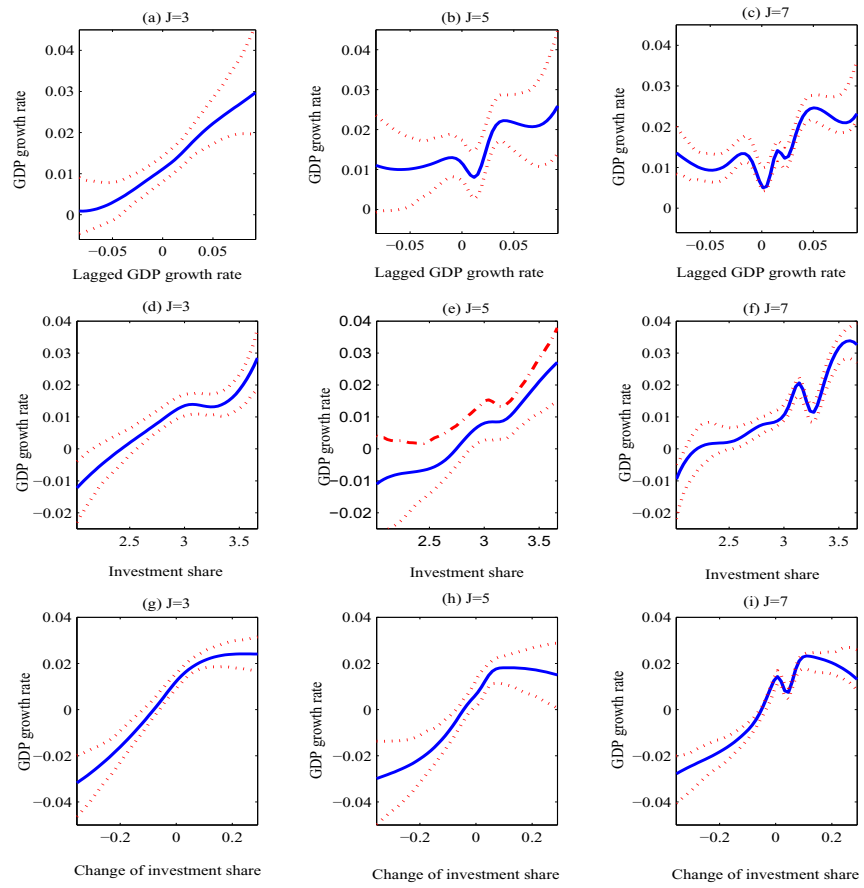 (a) J=3
(b) J=5
(c) J=7
GDP growth rate
0.04
0.03
0.02
0.01
0
−0.05
0
0.05
Lagged GDP growth rate
GDP growth rate
0.04
0.03
0.02
0.01
0
−0.05
0
0.05
Lagged GDP growth rate
GDP growth rate
0.04
0.03
0.02
0.01
0
−0.05
0
0.05
Lagged GDP growth rate
(d) J=3
(e) J=5
(f) J=7
GDP growth rate
0.04
0.03
0.02
0.01
0
−0.01
−0.02
2.5
3
3.5
Investment share
GDP growth rate
0.04
0.03
0.02
0.01
0
−0.01
−0.02
2.5
3
3.5
Investment share
GDP growth rate
0.04
0.03
0.02
0.01
0
−0.01
−0.02
2.5
3
3.5
Investment share
(g) J=3
(h) J=5
(i) J=7
GDP growth rate
0.04
0.02
0
−0.02
−0.04
−0.2
0
0.2
Change of investment share
GDP growth rate
0.04
0.02
0
−0.02
−0.04
−0.2
0
0.2
Change of investment share
GDP growth rate
0.04
0.02
0
−0.02
−0.04
−0.2
0
0.2
Change of investment share